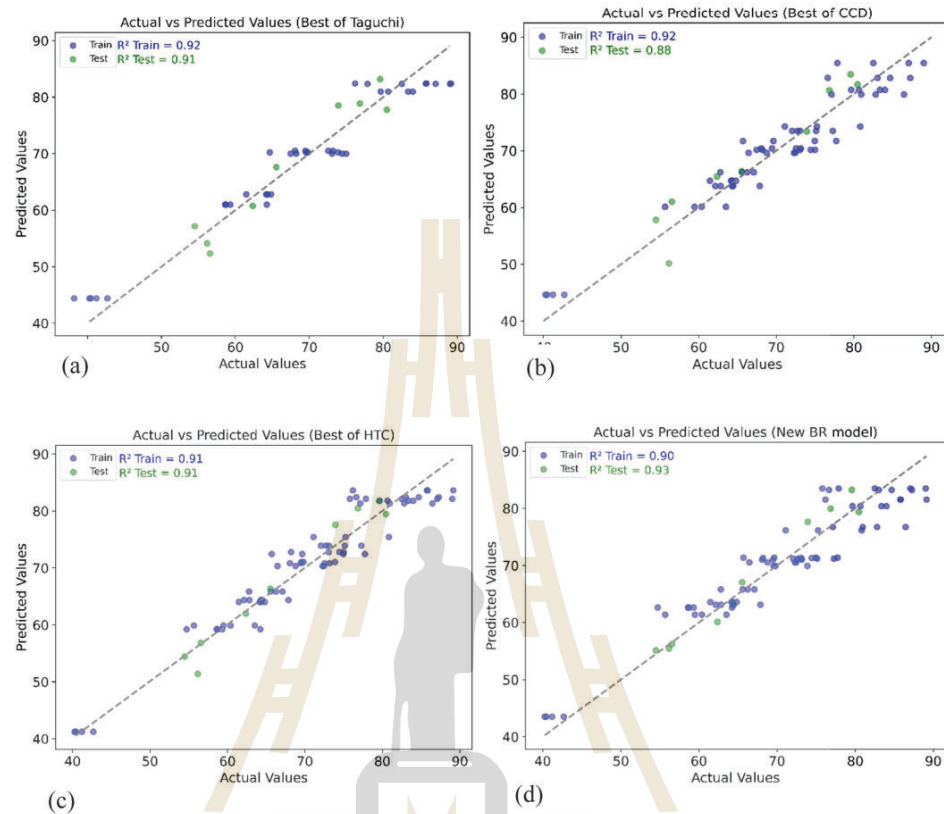 Actual vs Predicted Values (Best of Taguchi)
Train R² Train = 0.92
Test R² Test = 0.91
Predicted Values
90
80
70
60
50
40
50
60
70
80
90
Actual Values
(a)
Actual vs Predicted Values (Best of CCD)
Train R² Train = 0.92
Test R² Test = 0.88
Predicted Values
90
80
70
60
50
40
40
50
60
70
80
90
Actual Values
(b)
Actual vs Predicted Values (Best of HTC)
Train R² Train = 0.91
Test R² Test = 0.91
Predicted Values
90
80
70
60
50
40
40
50
60
70
80
90
Actual Values
(c)
Actual vs Predicted Values (New BR model)
Train R² Train = 0.90
Test R² Test = 0.93
Predicted Values
90
80
70
60
50
40
40
50
60
70
80
90
Actual Values
(d)